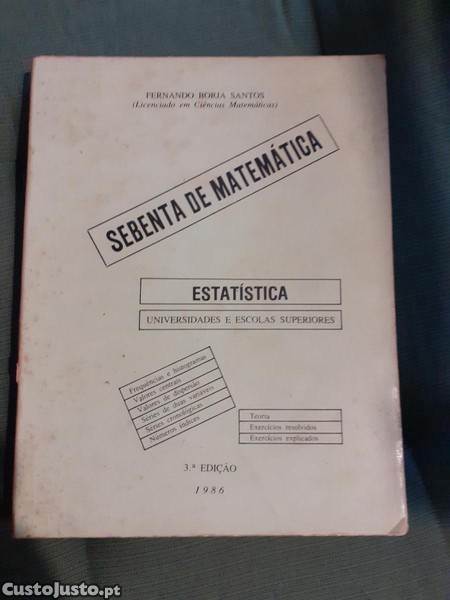 FERNANDO BORJA SANTOS
(Licenciado em Ciências Matemáticas)
SEBENTA DE MATEMÁTICA
ESTATÍSTICA
UNIVERSIDADES E ESCOLAS SUPERIORES
Frequências e histogramas
Valores centrais
Valores de dispersão
Séries de duas variáveis
Séries cronológicas
Números índices
Teoria
Exercícios resolvidos
Exercícios explicados
3.ª EDIÇÃO
1986
CustoJusto.pt